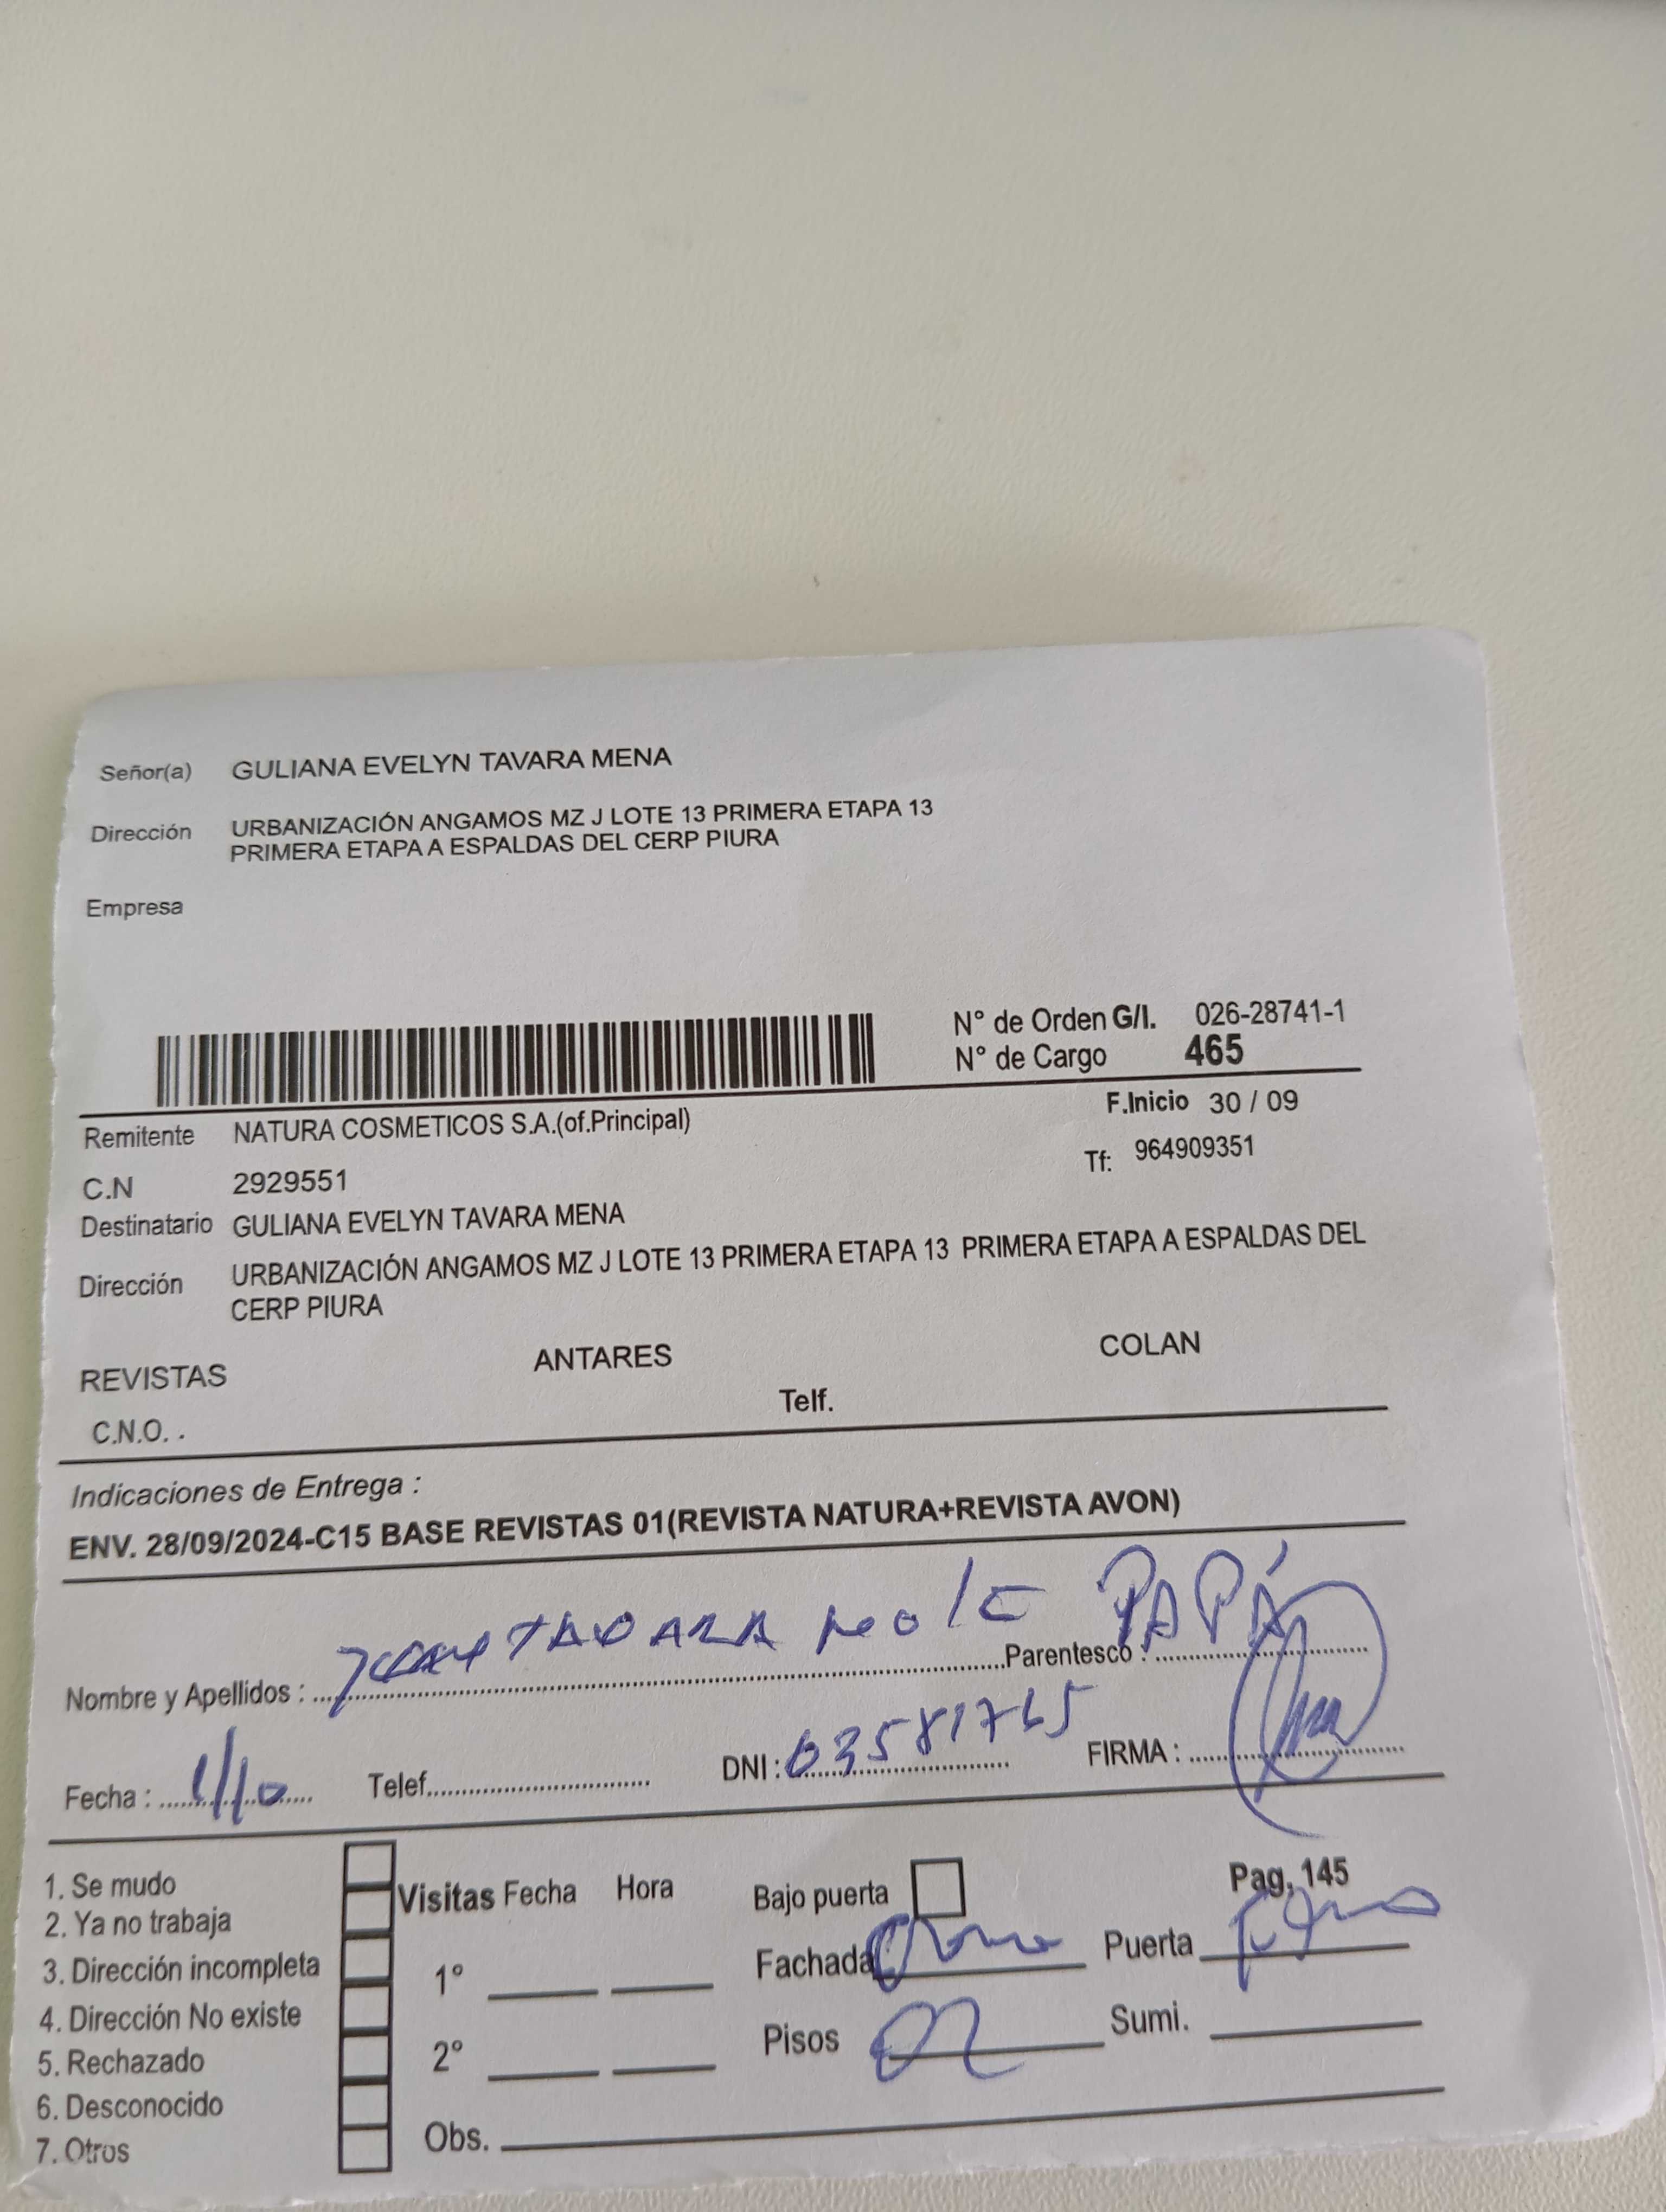 Señor(a) GULIANA EVELYN TAVARA MENA
Dirección URBANIZACIÓN ANGAMOS MZ J LOTE 13 PRIMERA ETAPA 13
PRIMERA ETAPA A ESPALDAS DEL CERP PIURA
Empresa
N° de Orden G/I. 026-28741-1
N° de Cargo 465
F.Inicio 30 / 09
Remitente NATURA COSMETICOS S.A.(of.Principal)
Tf: 964909351
C.N 2929551
Destinatario GULIANA EVELYN TAVARA MENA
Dirección URBANIZACIÓN ANGAMOS MZ J LOTE 13 PRIMERA ETAPA 13 PRIMERA ETAPA A ESPALDAS DEL
CERP PIURA
REVISTAS ANTARES COLAN
C.N.O. . Telf.
Indicaciones de Entrega :
ENV. 28/09/2024-C15 BASE REVISTAS 01(REVISTA NATURA+REVISTA AVON)
Nombre y Apellidos : TAVARA Parentesco : PAPÁ
Fecha : 1/10 Telef. DNI : 03581765 FIRMA :
1. Se mudo
2. Ya no trabaja
3. Dirección incompleta
4. Dirección No existe
5. Rechazado
6. Desconocido
7. Otros
Visitas Fecha Hora
1°
2°
Obs.
Bajo puerta Pag. 145
Fachada Puerta
Pisos 02 Sumi.